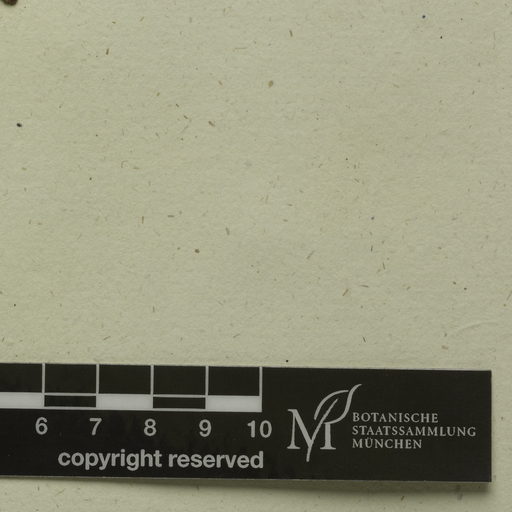 6 7 8 9 10
copyright reserved
M
BOTANISCHE
STAATSSAMMLUNG
MÜNCHEN